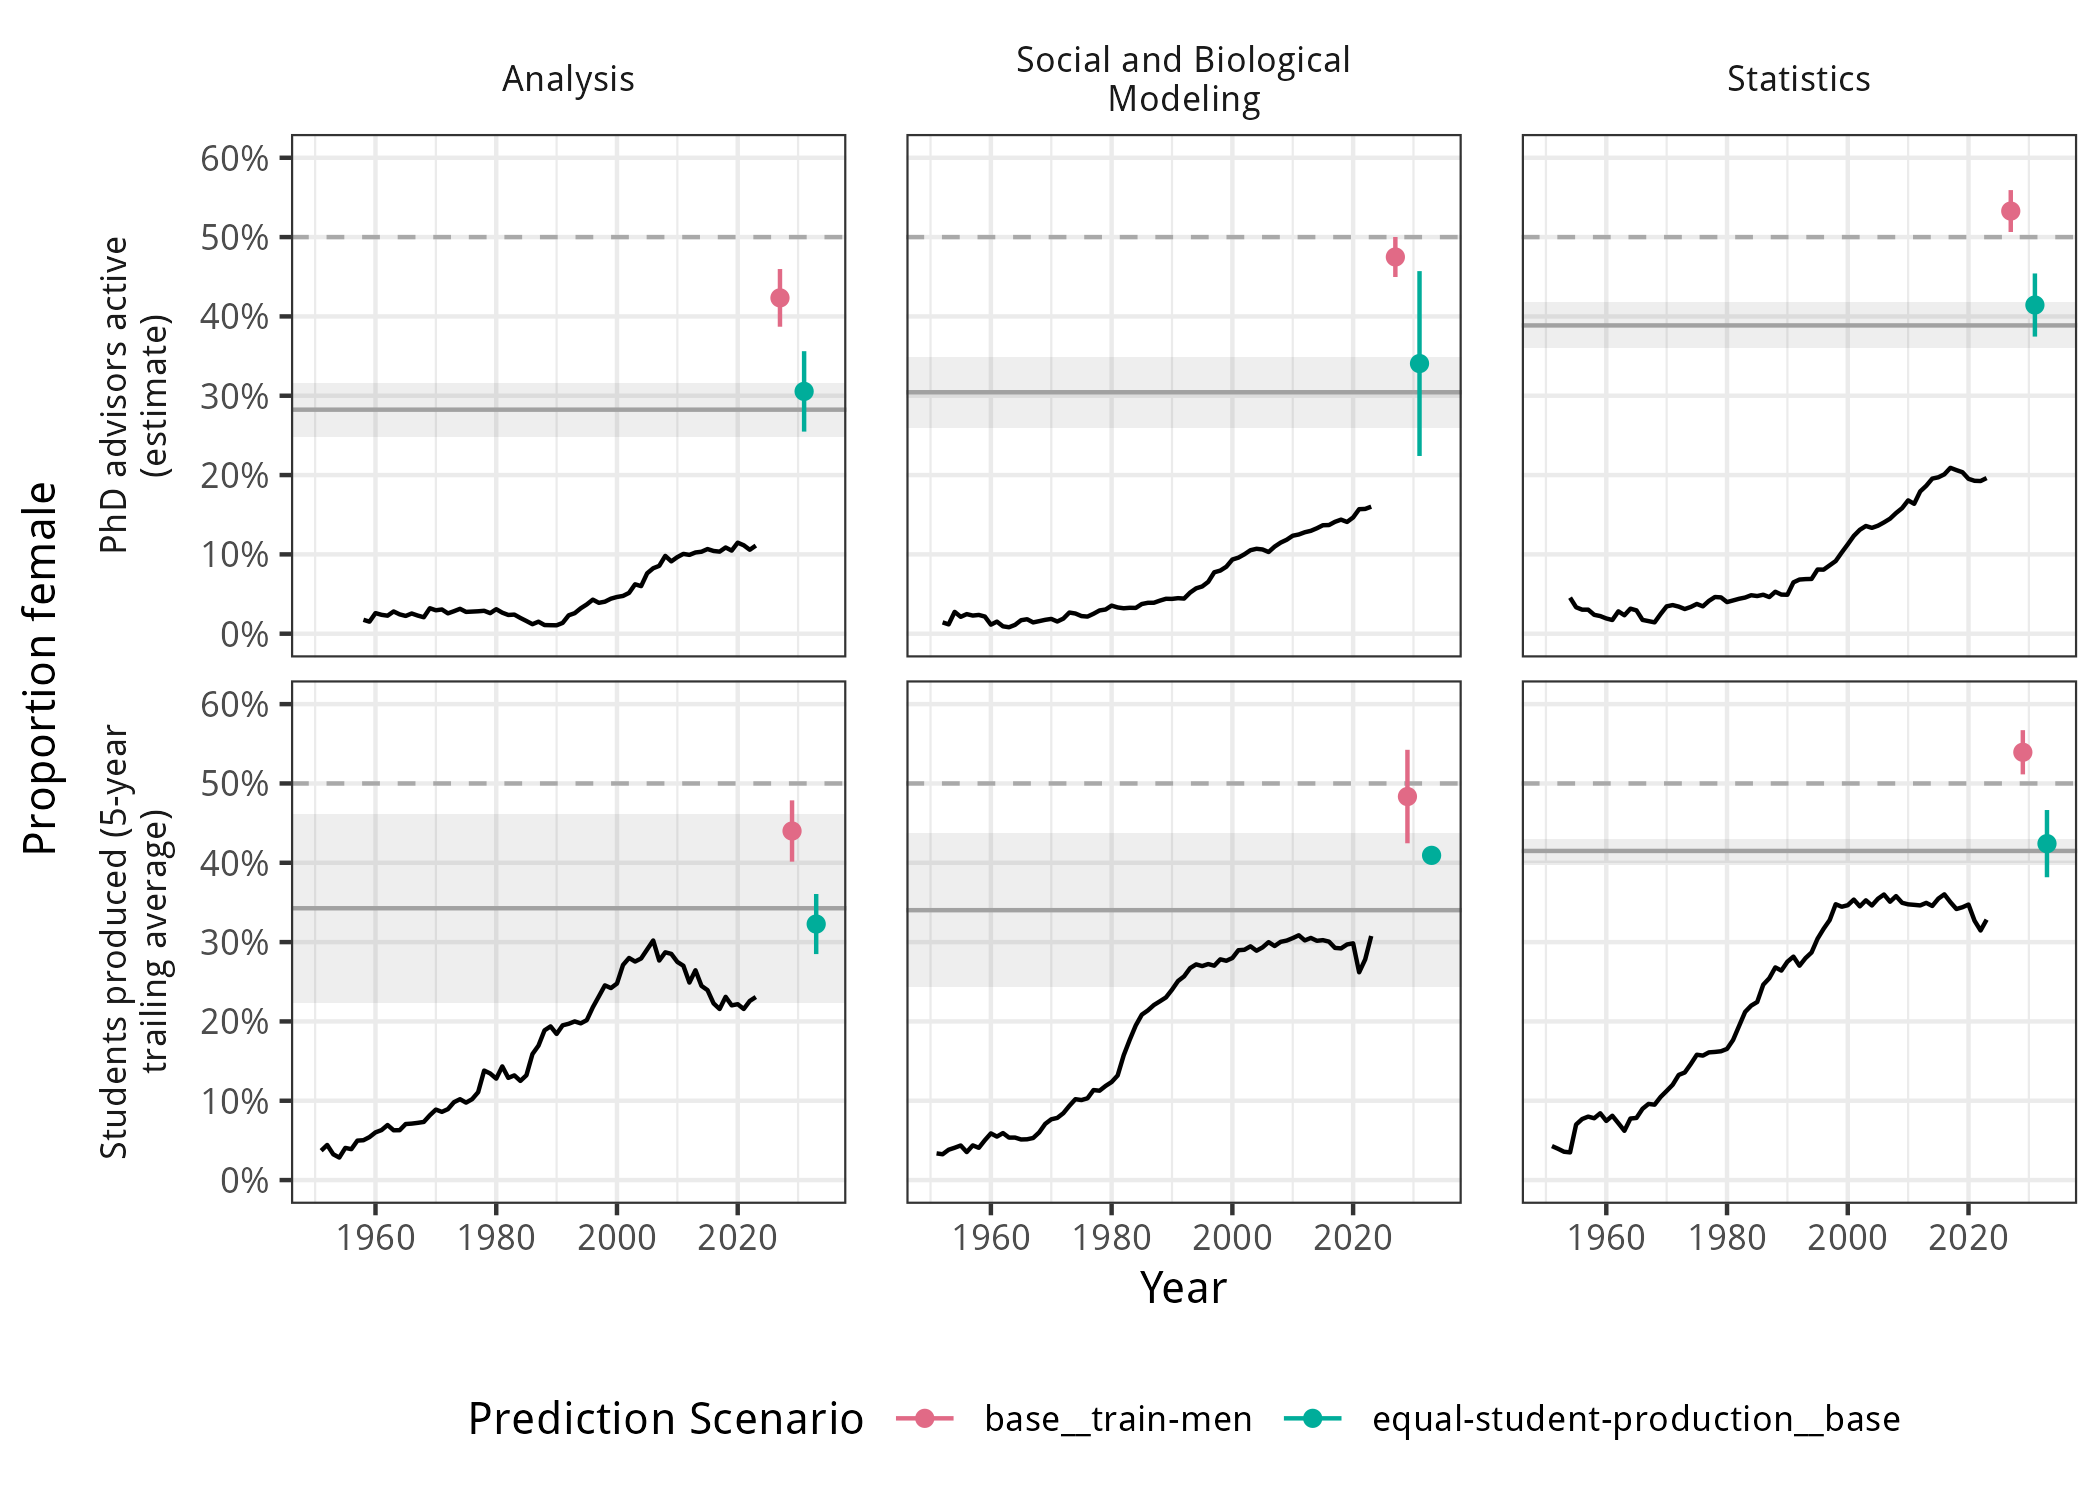 Analysis
Social and Biological
Modeling
Statistics
Proportion female
PhD advisors active
(estimate)
60%
50%
40%
30%
20%
10%
0%
Students produced (5-year
trailing average)
60%
50%
40%
30%
20%
10%
0%
1960 1980 2000 2020
1960 1980 2000 2020
1960 1980 2000 2020
Year
Prediction Scenario base__train-men equal-student-production__base